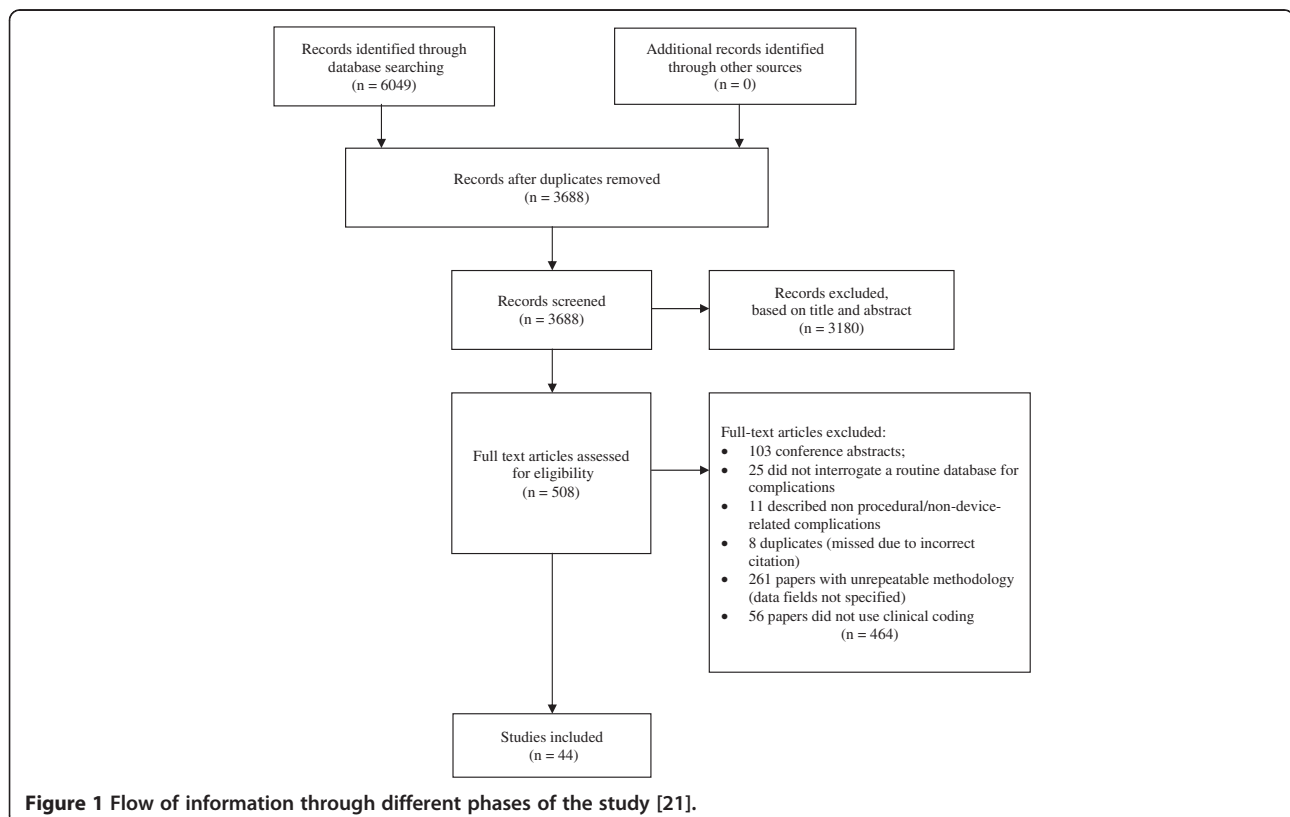 Records identified through
database searching
(n = 6049)
Additional records identified
through other sources
(n = 0)
Records after duplicates removed
(n = 3688)
Records screened
(n = 3688)
Records excluded,
based on title and abstract
(n = 3180)
Full text articles assessed
for eligibility
(n = 508)
Full-text articles excluded:
• 103 conference abstracts;
• 25 did not interrogate a routine database for
complications
• 11 described non procedural/non-device-
related complications
• 8 duplicates (missed due to incorrect
citation)
• 261 papers with unrepeatable methodology
(data fields not specified)
• 56 papers did not use clinical coding
(n = 464)
Studies included
(n = 44)
Figure 1 Flow of information through different phases of the study [21].